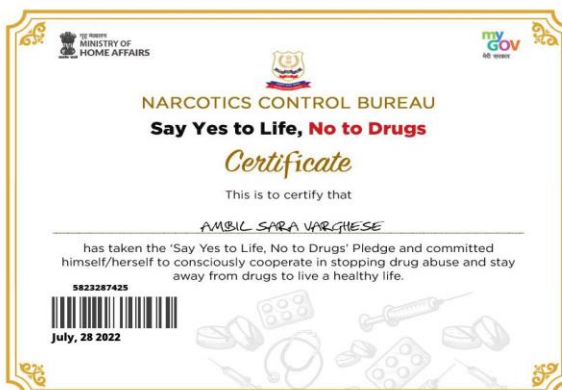 गृह मंत्रालय
MINISTRY OF
HOME AFFAIRS
my
GOV
मेरी सरकार
NARCOTICS CONTROL BUREAU
Say Yes to Life, No to Drugs
Certificate
This is to certify that
AMBIL SARA VARGHESE
has taken the 'Say Yes to Life, No to Drugs' Pledge and committed
himself/herself to consciously cooperate in stopping drug abuse and stay
away from drugs to live a healthy life.
5823287425
July, 28 2022